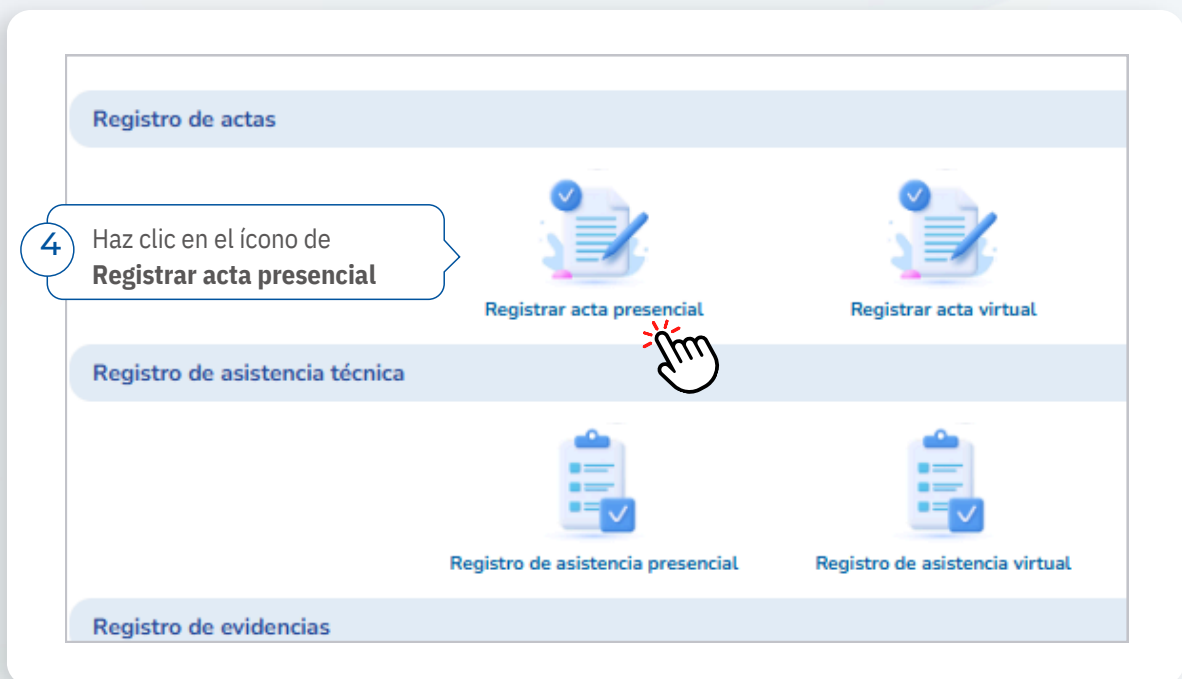 Registro de actas
4
Haz clic en el ícono de
Registrar acta presencial
Registrar acta presencial
Registrar acta virtual
Registro de asistencia técnica
Registro de asistencia presencial
Registro de asistencia virtual
Registro de evidencias